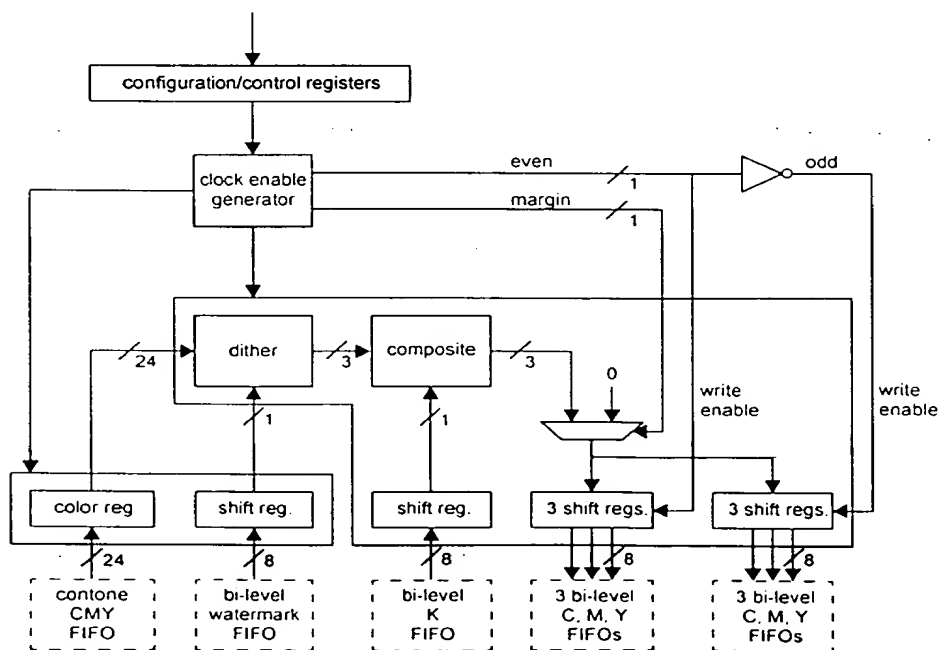 configuration/control registers
clock enable
generator
even
1
odd
margin
1
dither
composite
24
3
3
0
1
1
write
enable
write
enable
color reg
shift reg.
shift reg.
3 shift regs.
3 shift regs.
24
8
8
8
8
contone
CMY
FIFO
bi-level
watermark
FIFO
bi-level
K
FIFO
3 bi-level
C, M, Y
FIFOs
3 bi-level
C, M, Y
FIFOs